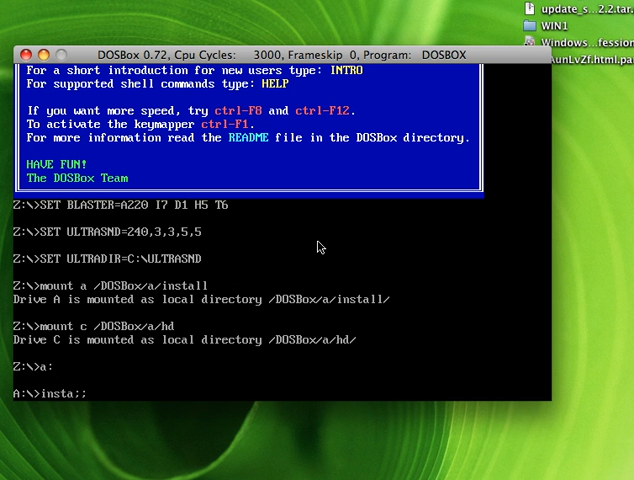 update_s...2.2.tar.
WIN1
Windows...fession
AunLvZf.html.pa
DOSBox 0.72, Cpu Cycles: 3000, Frameskip 0, Program: DOSBOX
For a short introduction for new users type: INTRO
For supported shell commands type: HELP
If you want more speed, try ctrl-F8 and ctrl-F12.
To activate the keymapper ctrl-F1.
For more information read the README file in the DOSBox directory.
HAVE FUN!
The DOSBox Team
Z:\>SET BLASTER=A220 I7 D1 H5 T6
Z:\>SET ULTRASND=240,3,3,5,5
Z:\>SET ULTRADIR=C:\ULTRASND
Z:\>mount a /DOSBox/a/install
Drive A is mounted as local directory /DOSBox/a/install/
Z:\>mount c /DOSBox/a/hd
Drive C is mounted as local directory /DOSBox/a/hd/
Z:\>a:
A:\>insta;;